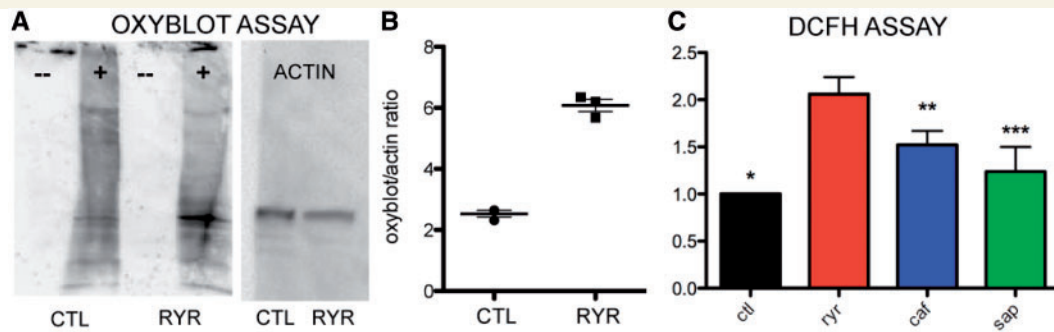 A OXYBLOT ASSAY
-- + -- +
ACTIN
CTL RYR CTL RYR
B
8
6
4
2
0
oxyblot/actin ratio
CTL RYR
C DCFH ASSAY
2.5
2.0
1.5
1.0
0.5
0.0
* ** ***
ctl ryr caf sap